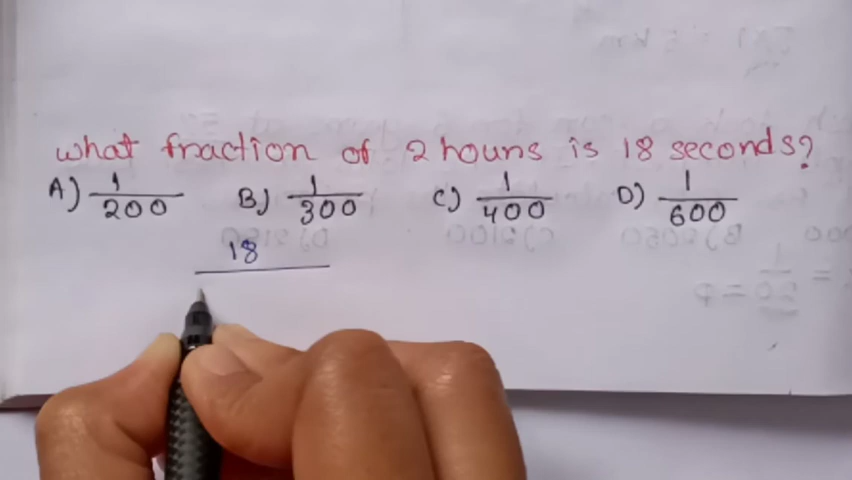 what fraction of 2 hours is 18 seconds?
A) 1/200 B) 1/300 C) 1/400 D) 1/600
18